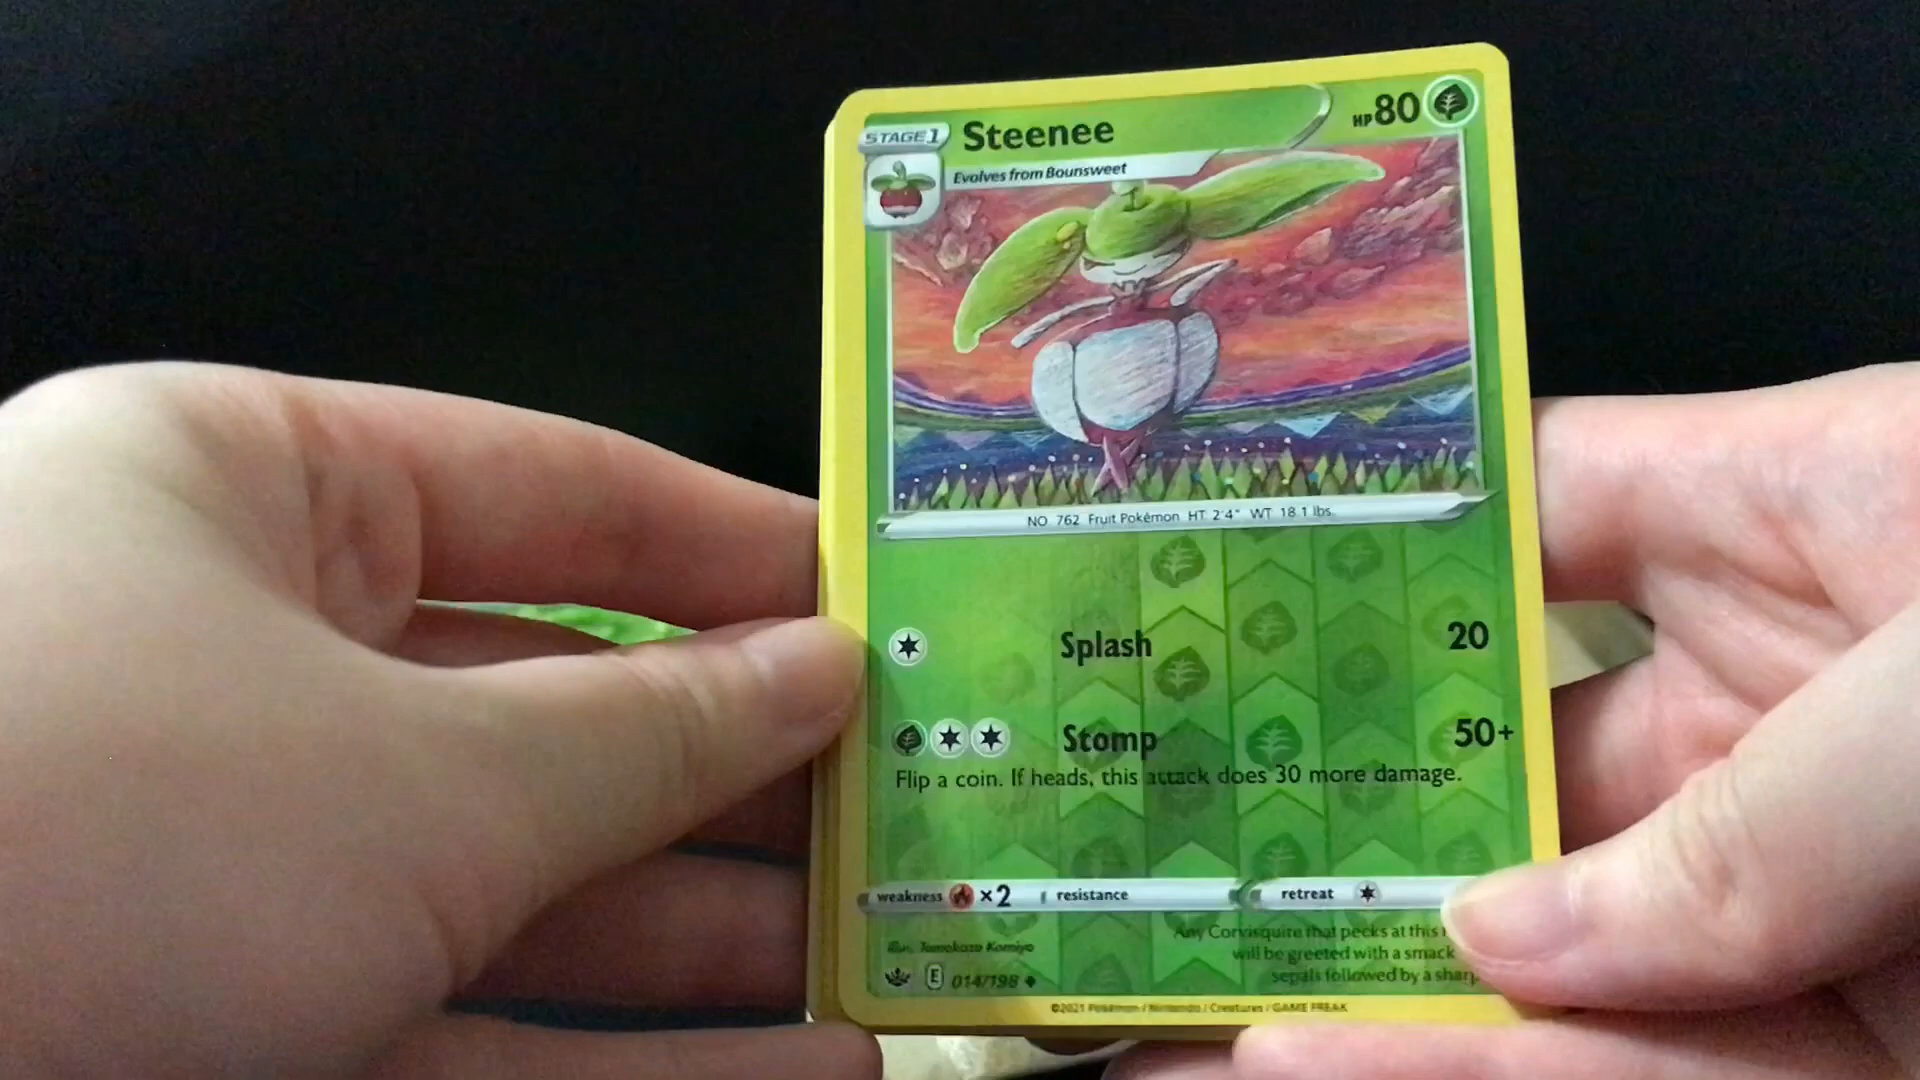 STAGE 1 Steenee HP 80
Evolves from Bounsweet
NO. 762 Fruit Pokémon HT 2'4" WT 18.1 lbs.
Splash 20
Stomp 50+
Flip a coin. If heads, this attack does 30 more damage.
weakness ×2 resistance retreat
Illus. Tomokazu Komiya
Any Corvisquire that pecks at this
will be greeted with a smack
sepals followed by a sharp
E 014/198
©2021 Pokémon / Nintendo / Creatures / GAME FREAK